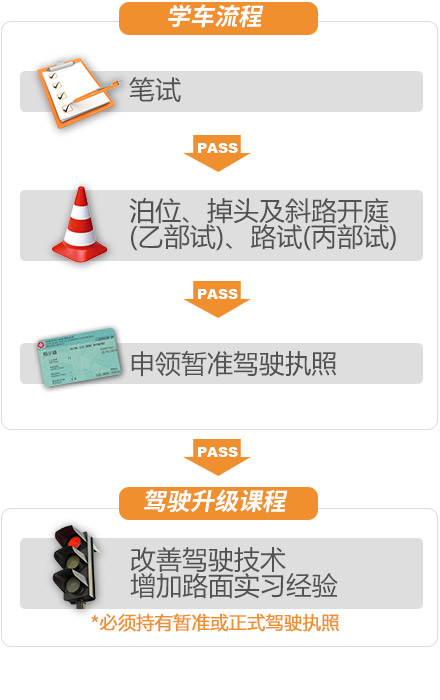 学车流程
笔试
PASS
泊位、掉头及斜路开庭
(乙部试)、路试(丙部试)
PASS
申领暂准驾驶执照
PASS
驾驶升级课程
改善驾驶技术
增加路面实习经验
*必须持有暂准或正式驾驶执照